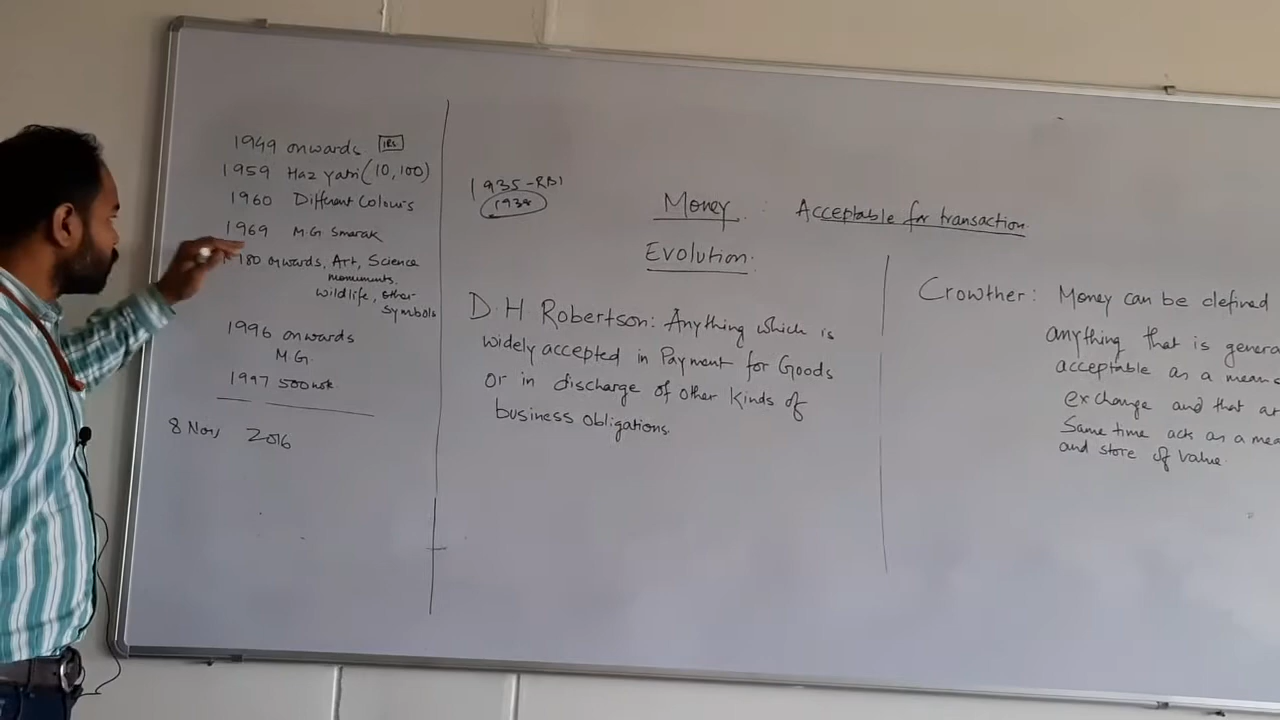 1949 onwards 1Rs
1959 Haz yatri (10, 100)
1960 Different Colours
1969 M.G. Smarak
180 onwards, Art, Science
monuments.
wildlife, other
Symbols
1996 onwards
M.G.
1997 500
8 Nov 2016
1935-RBI
1938
Money : Acceptable for transaction
Evolution:
D. H Robertson: Anything which is
widely accepted in Payment for Goods
or in discharge of other kinds of
business obligations.
Crowther: Money can be defined
anything that is genera
acceptable as a means
exchange and that at
Same time act as a mea
and store of value.